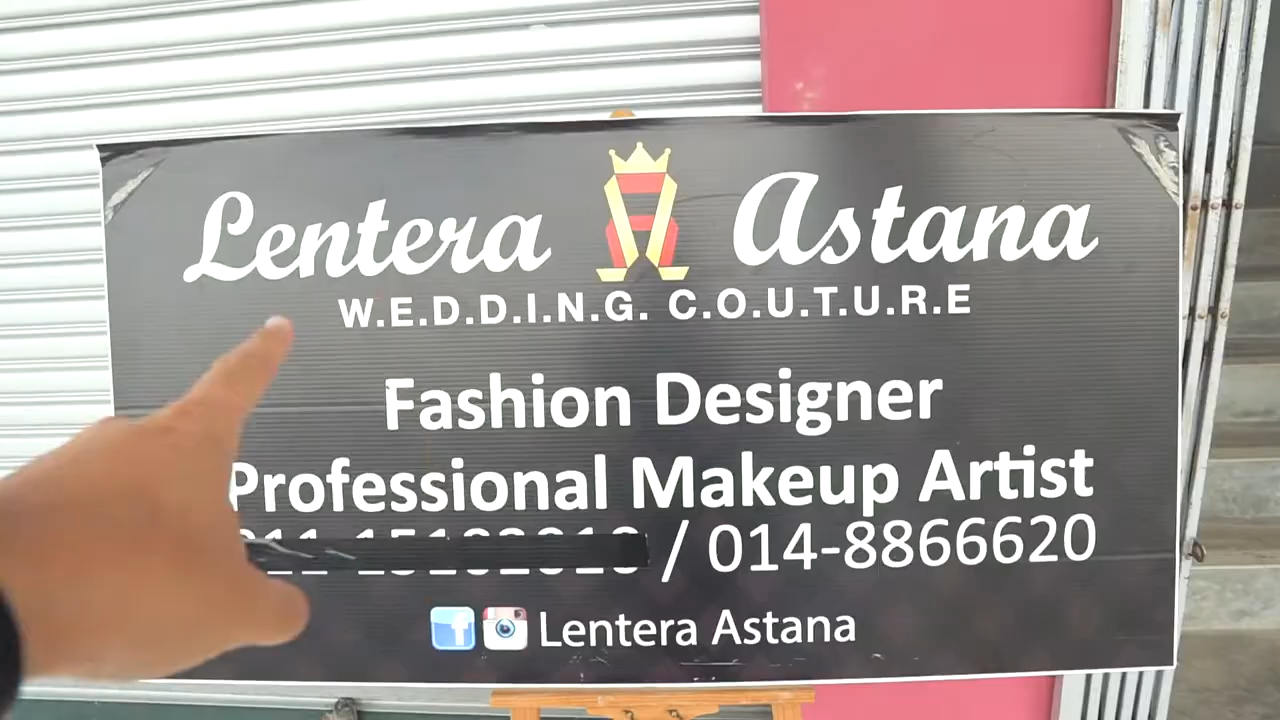 Lentera Astana
W.E.D.D.I.N.G. C.O.U.T.U.R.E
Fashion Designer
Professional Makeup Artist
/ 014-8866620
Lentera Astana